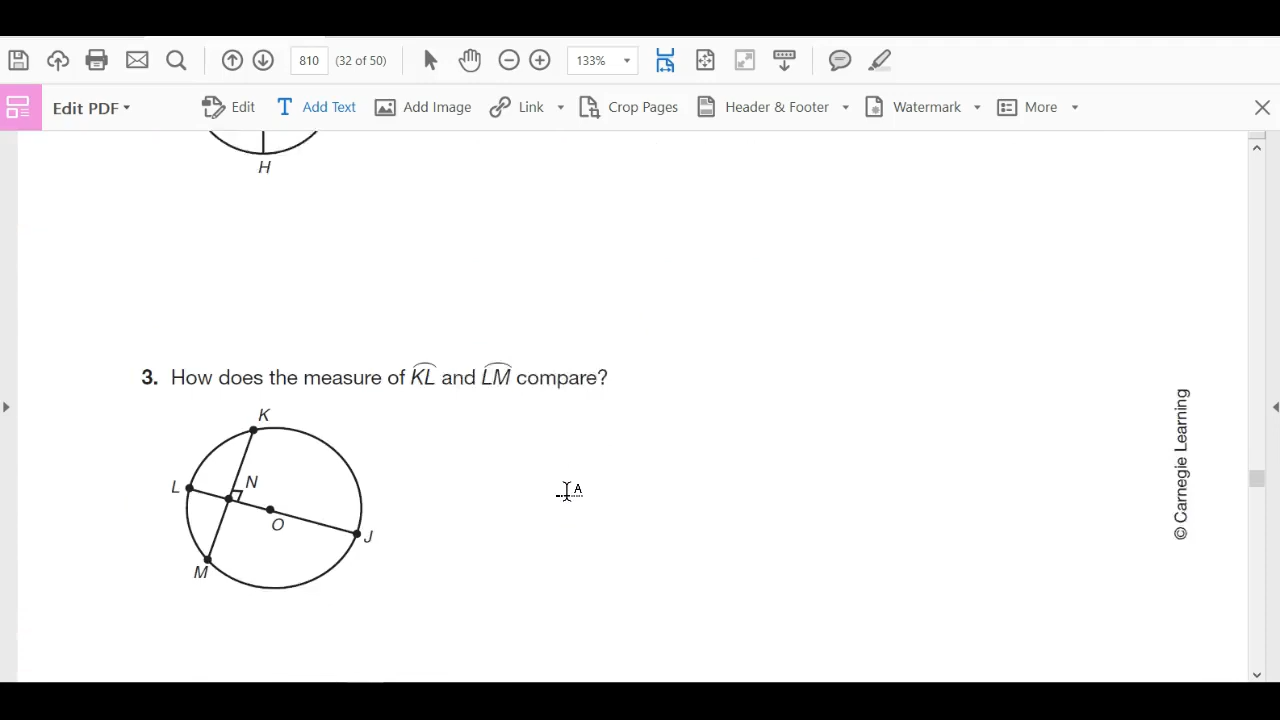 810 (32 of 50) 133%
Edit PDF Edit Add Text Add Image Link Crop Pages Header & Footer Watermark More
H
3. How does the measure of KL and LM compare?
K
L
N
O
J
M
© Carnegie Learning
A